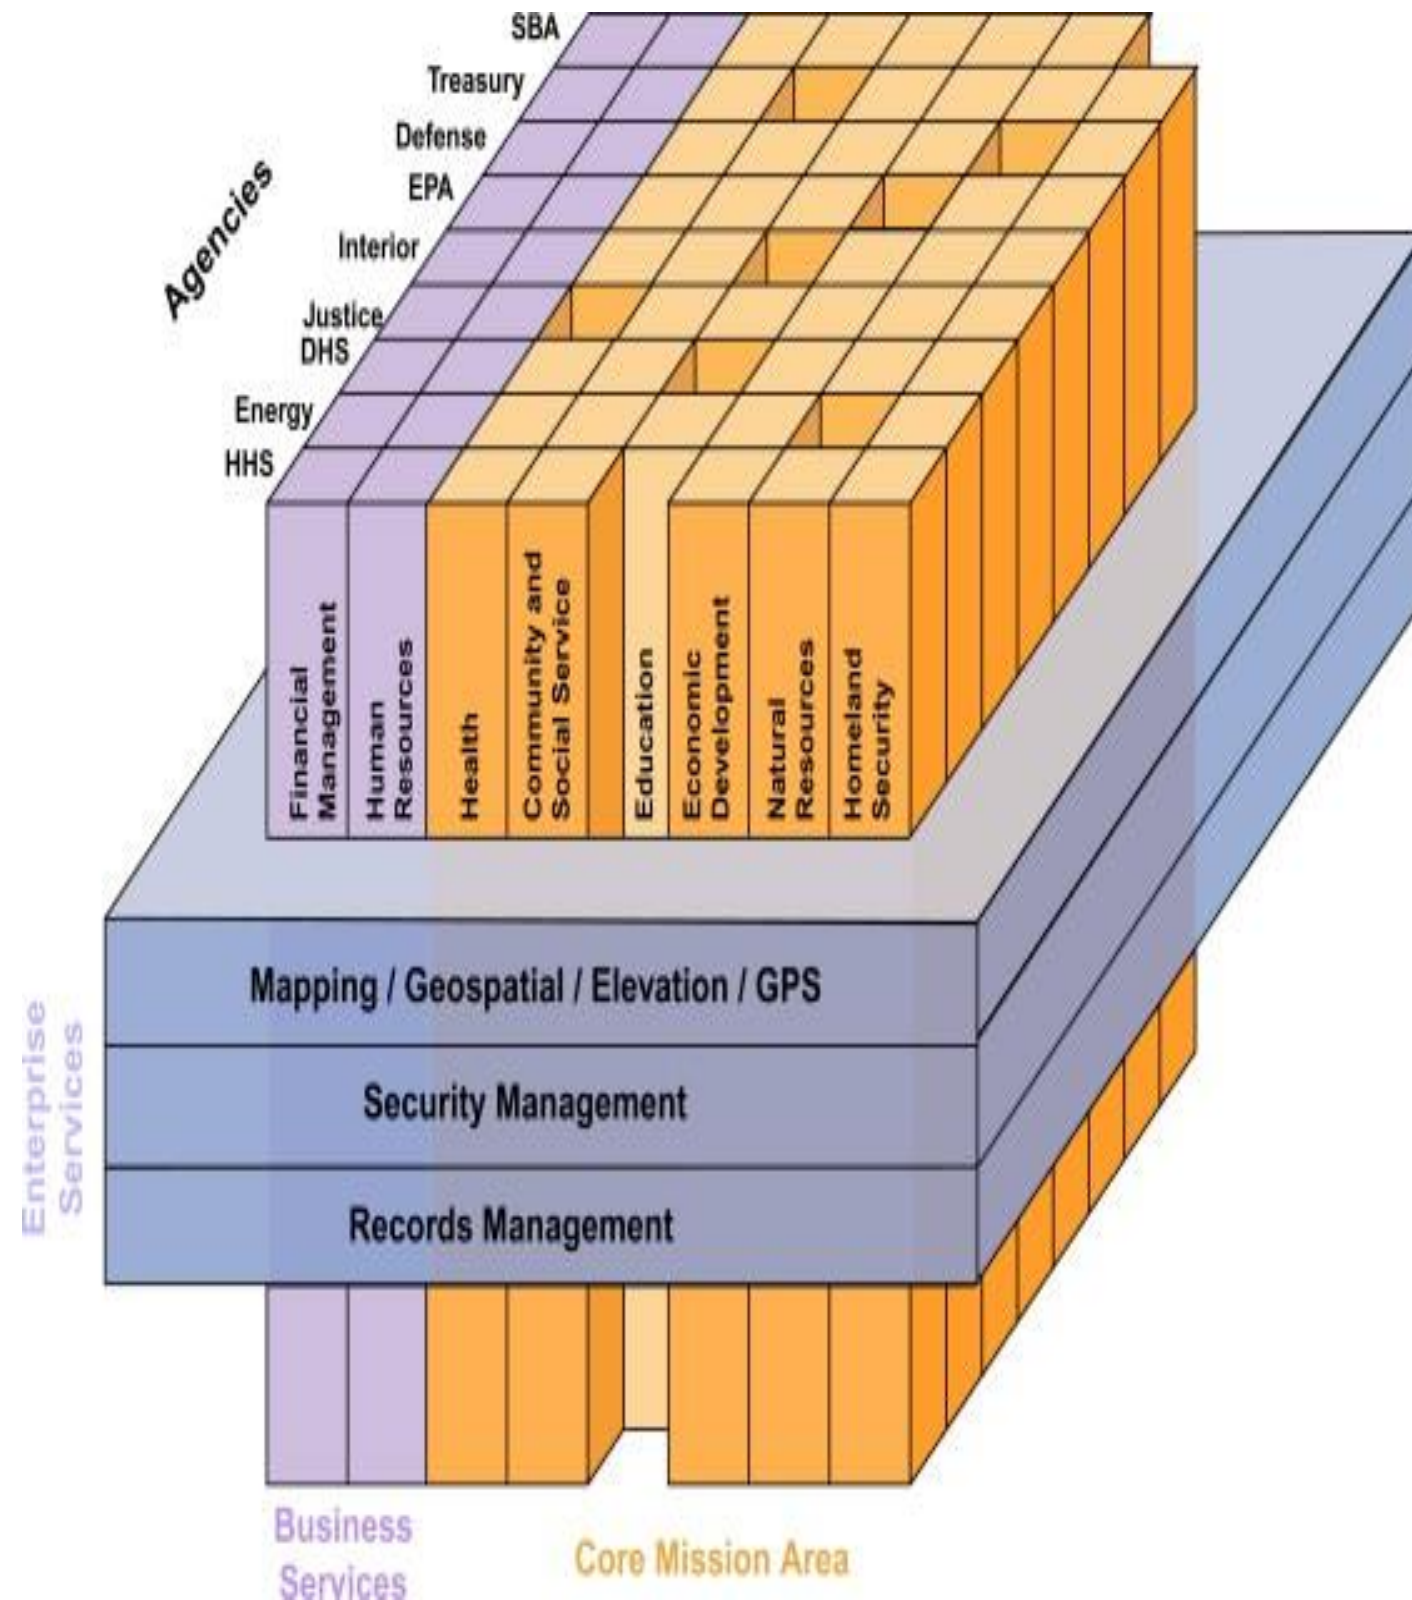 SBA
Treasury
Defense
EPA
Interior
Justice
DHS
Energy
HHS
Agencies
Financial
Management
Human
Resources
Health
Community and
Social Service
Education
Economic
Development
Natural
Resources
Homeland
Security
Mapping / Geospatial / Elevation / GPS
Security Management
Records Management
Enterprise
Services
Business
Services
Core Mission Area